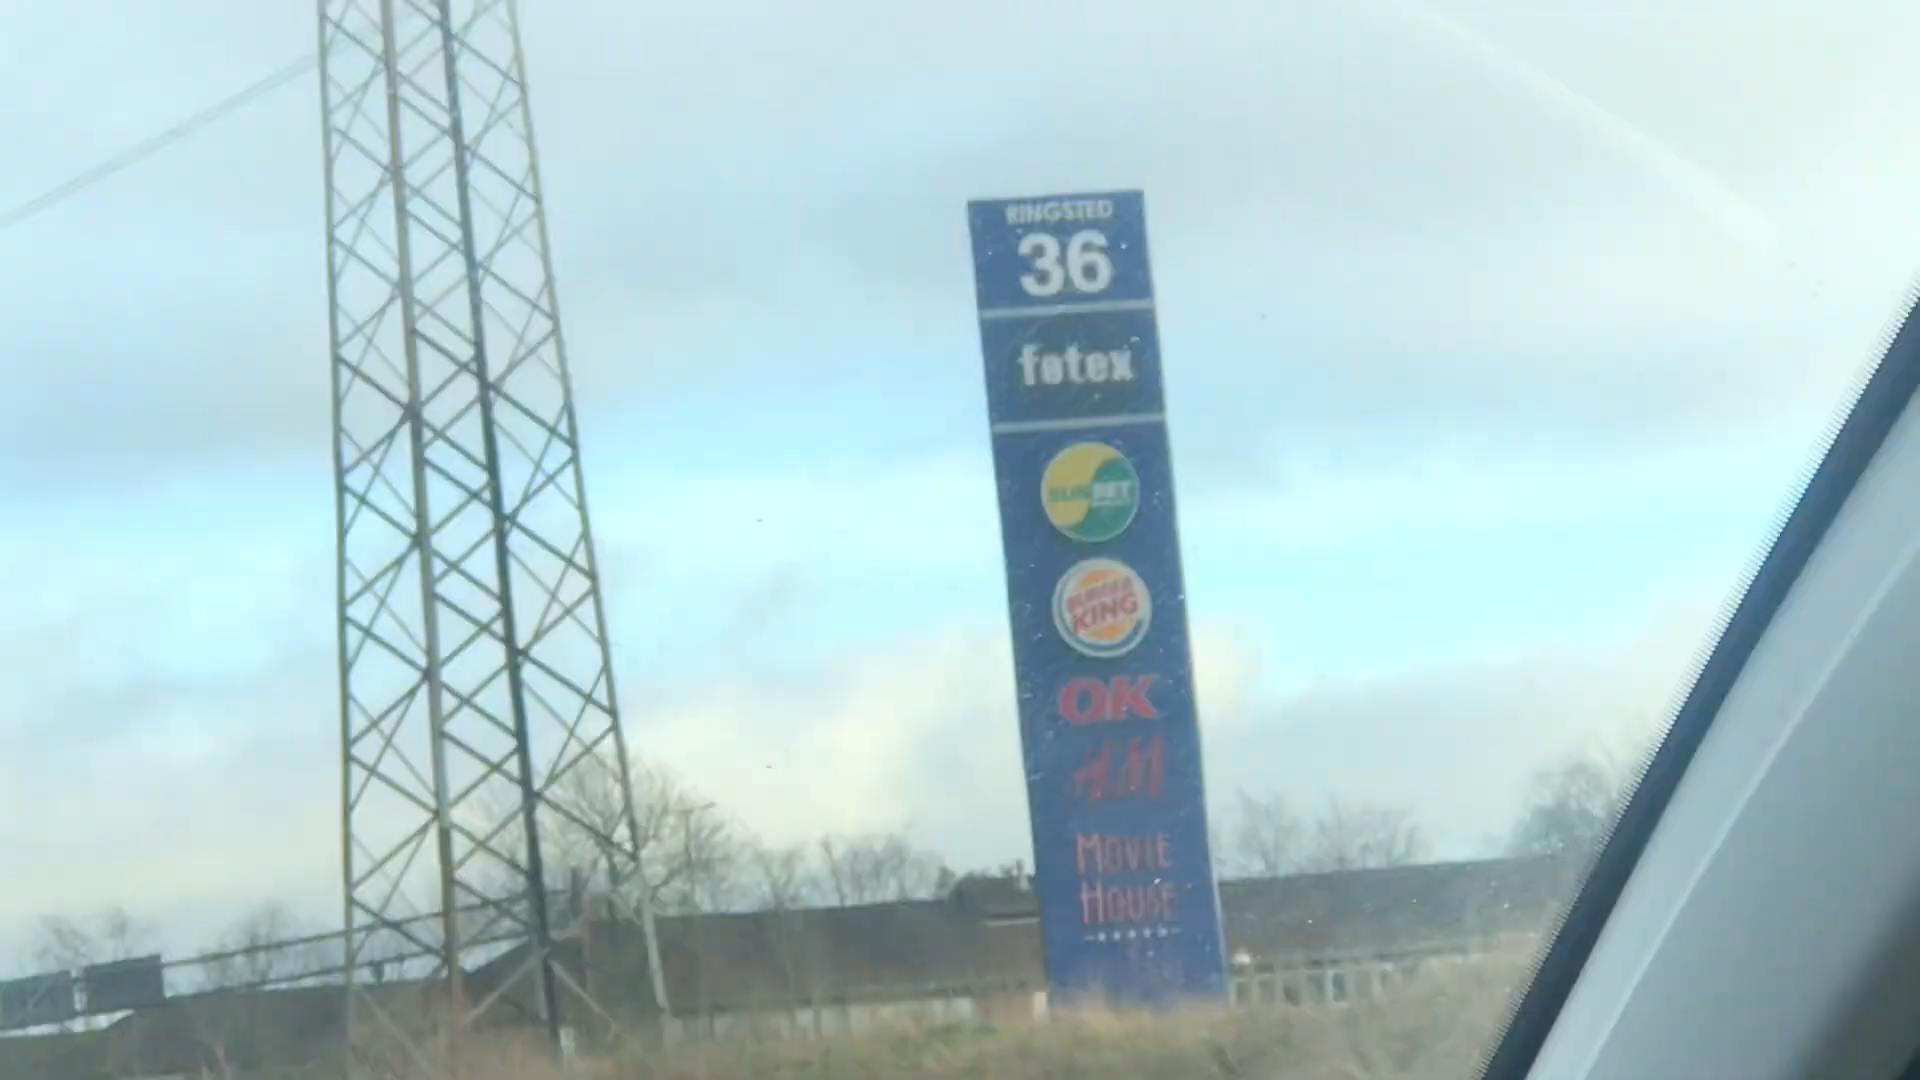 RINGSTED
36
føtex
SUNSET
BURGER
KING
OK
H&M
MOVIE
HOUSE